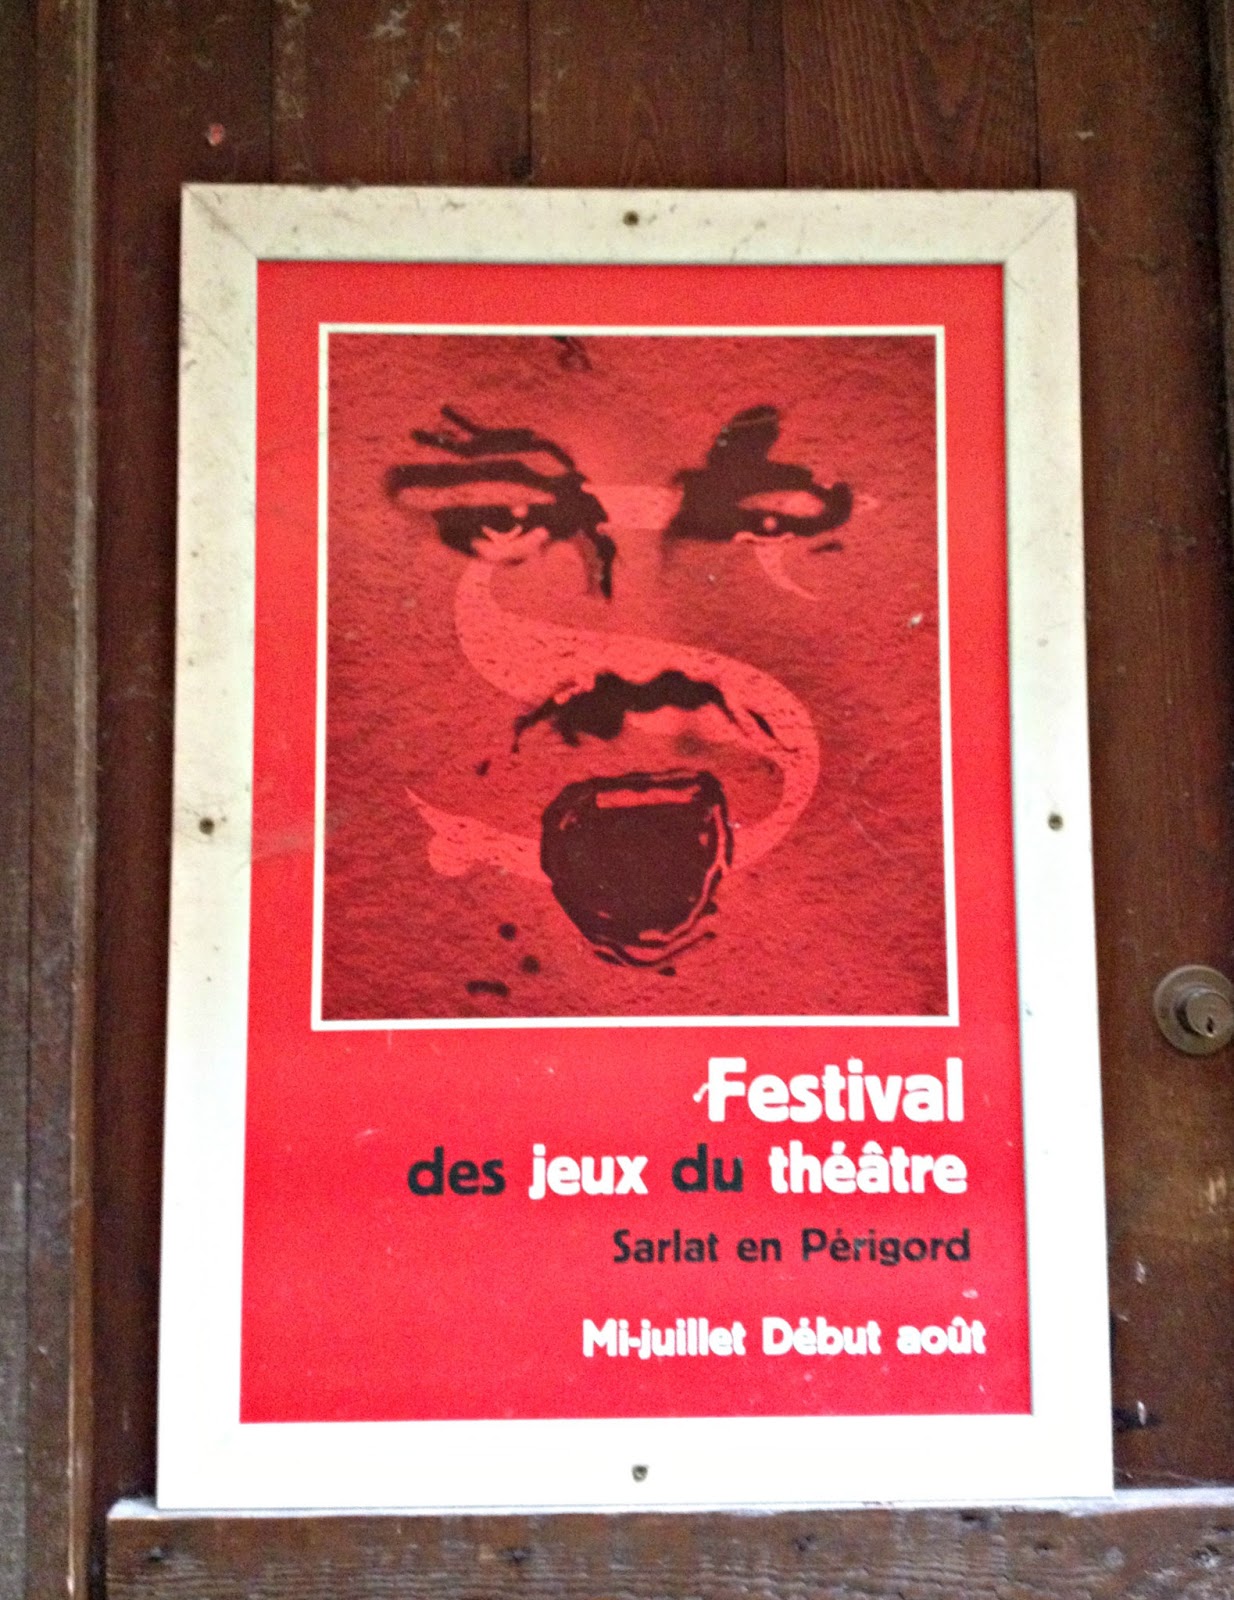 Festival
des jeux du théâtre
Sarlat en Périgord
Mi-juillet Début août